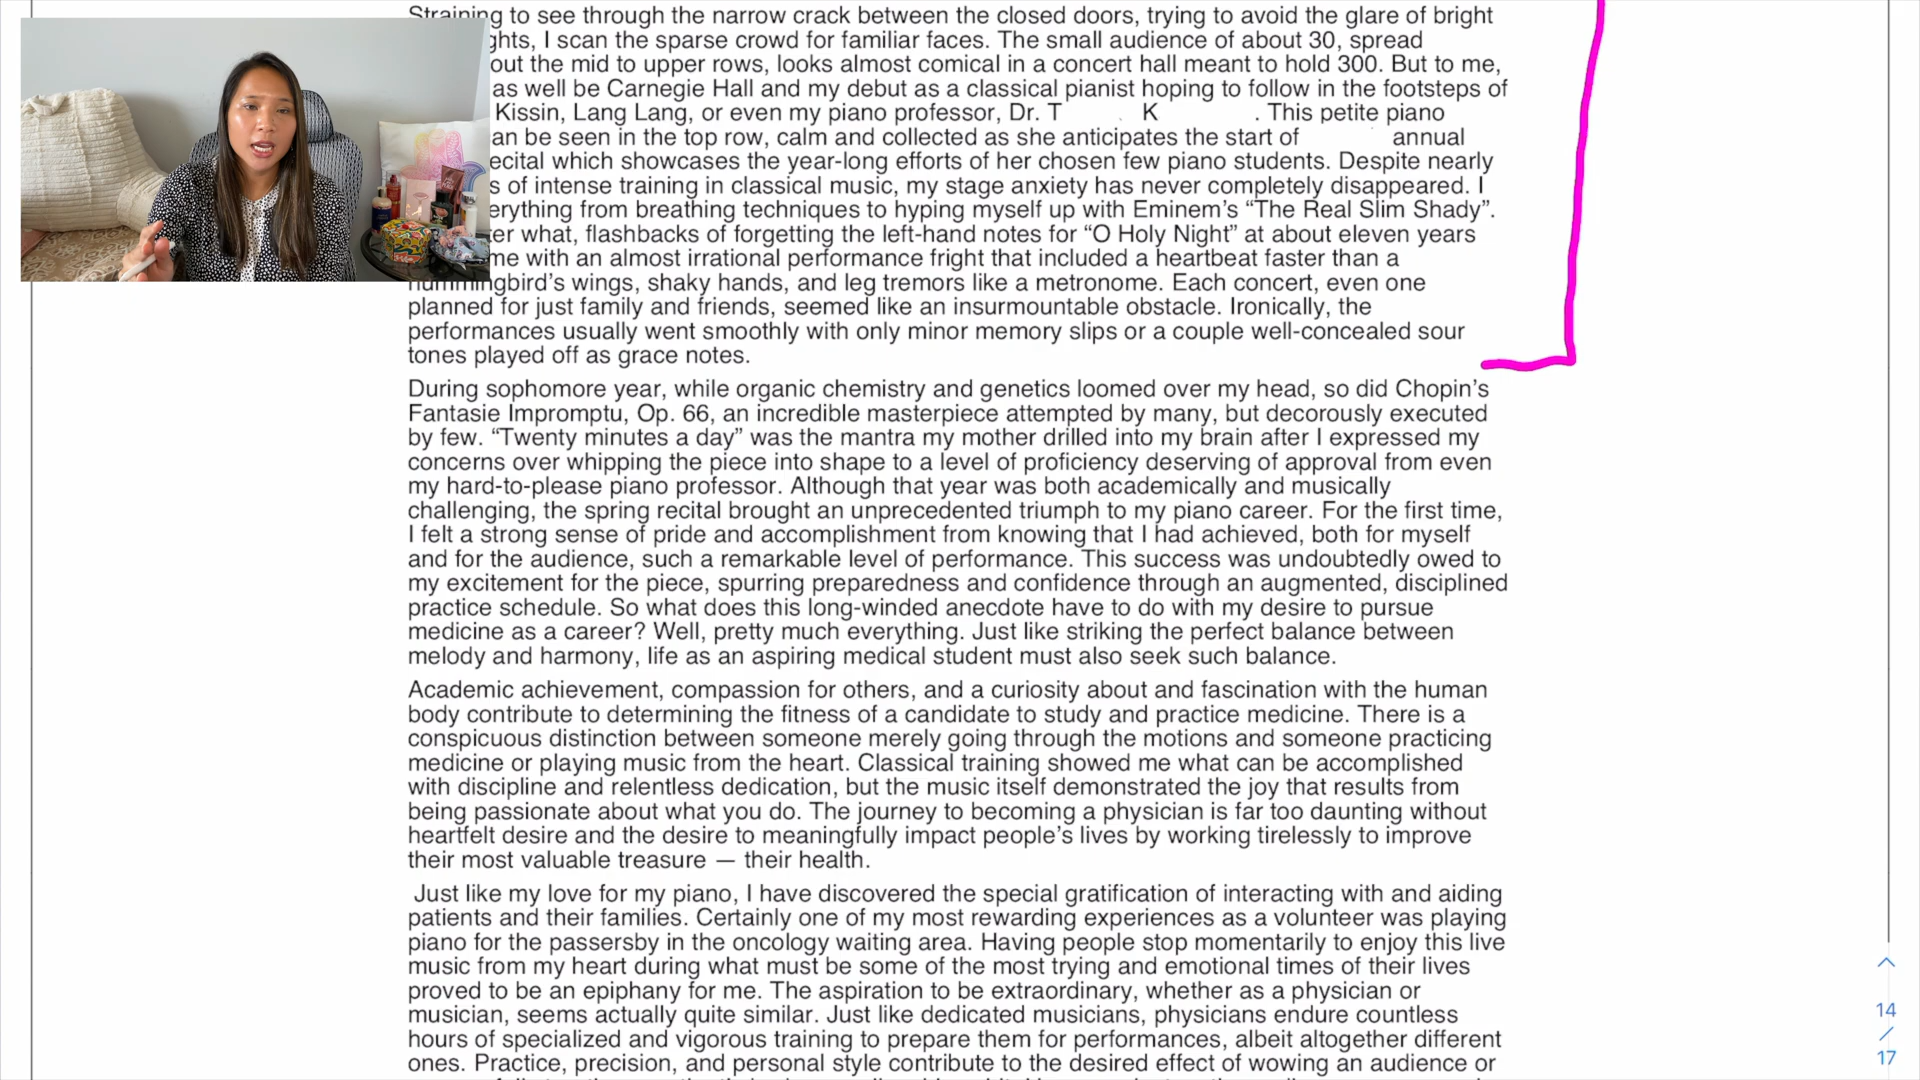 Straining to see through the narrow crack between the closed doors, trying to avoid the glare of bright
I scan the sparse crowd for familiar faces. The small audience of about 30, spread
out the mid to upper rows, looks almost comical in a concert hall meant to hold 300. But to me,
as well be Carnegie Hall and my debut as a classical pianist hoping to follow in the footsteps of
Kissin, Lang Lang, or even my piano professor, Dr. T K . This petite piano
an be seen in the top row, calm and collected as she anticipates the start of annual
ecital which showcases the year-long efforts of her chosen few piano students. Despite nearly
s of intense training in classical music, my stage anxiety has never completely disappeared. I
erything from breathing techniques to hyping myself up with Eminem's “The Real Slim Shady”.
er what, flashbacks of forgetting the left-hand notes for “O Holy Night” at about eleven years
me with an almost irrational performance fright that included a heartbeat faster than a
hummingbird's wings, shaky hands, and leg tremors like a metronome. Each concert, even one
planned for just family and friends, seemed like an insurmountable obstacle. Ironically, the
performances usually went smoothly with only minor memory slips or a couple well-concealed sour
tones played off as grace notes.
During sophomore year, while organic chemistry and genetics loomed over my head, so did Chopin's
Fantasie Impromptu, Op. 66, an incredible masterpiece attempted by many, but decorously executed
by few. “Twenty minutes a day” was the mantra my mother drilled into my brain after I expressed my
concerns over whipping the piece into shape to a level of proficiency deserving of approval from even
my hard-to-please piano professor. Although that year was both academically and musically
challenging, the spring recital brought an unprecedented triumph to my piano career. For the first time,
I felt a strong sense of pride and accomplishment from knowing that I had achieved, both for myself
and for the audience, such a remarkable level of performance. This success was undoubtedly owed to
my excitement for the piece, spurring preparedness and confidence through an augmented, disciplined
practice schedule. So what does this long-winded anecdote have to do with my desire to pursue
medicine as a career? Well, pretty much everything. Just like striking the perfect balance between
melody and harmony, life as an aspiring medical student must also seek such balance.
Academic achievement, compassion for others, and a curiosity about and fascination with the human
body contribute to determining the fitness of a candidate to study and practice medicine. There is a
conspicuous distinction between someone merely going through the motions and someone practicing
medicine or playing music from the heart. Classical training showed me what can be accomplished
with discipline and relentless dedication, but the music itself demonstrated the joy that results from
being passionate about what you do. The journey to becoming a physician is far too daunting without
heartfelt desire and the desire to meaningfully impact people's lives by working tirelessly to improve
their most valuable treasure — their health.
Just like my love for my piano, I have discovered the special gratification of interacting with and aiding
patients and their families. Certainly one of my most rewarding experiences as a volunteer was playing
piano for the passersby in the oncology waiting area. Having people stop momentarily to enjoy this live
music from my heart during what must be some of the most trying and emotional times of their lives
proved to be an epiphany for me. The aspiration to be extraordinary, whether as a physician or
musician, seems actually quite similar. Just like dedicated musicians, physicians endure countless
hours of specialized and vigorous training to prepare them for performances, albeit altogether different
ones. Practice, precision, and personal style contribute to the desired effect of wowing an audience or
14
/
17